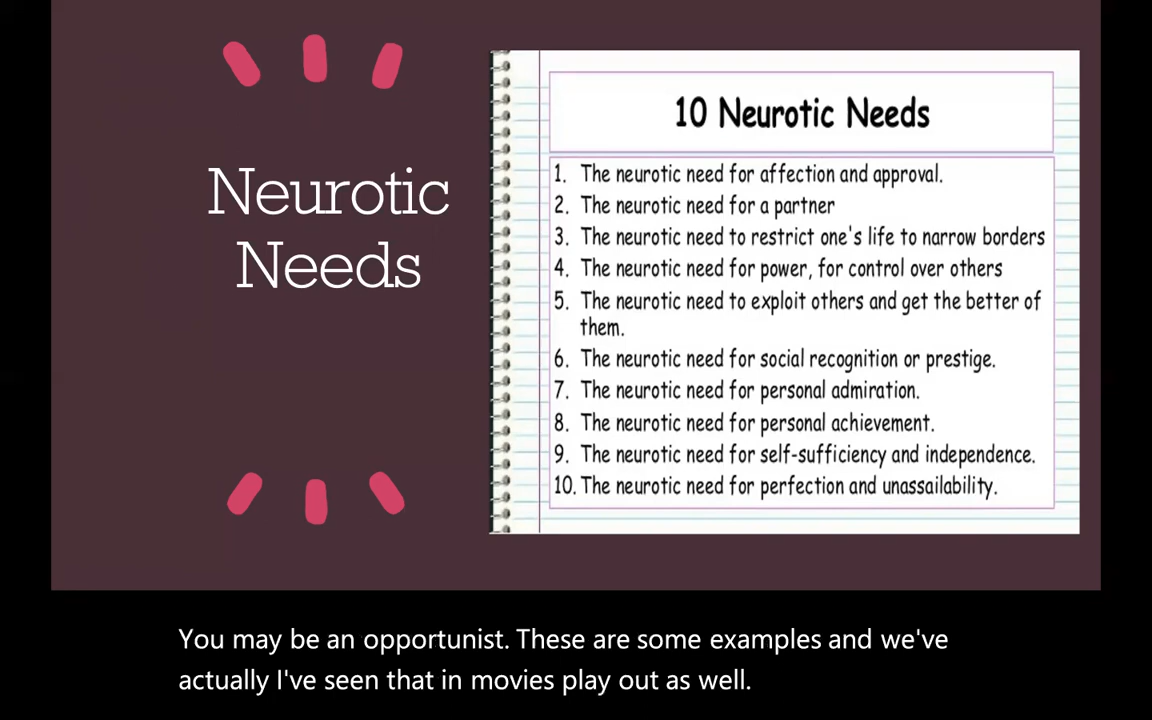 Neurotic
Needs
10 Neurotic Needs
1. The neurotic need for affection and approval.
2. The neurotic need for a partner
3. The neurotic need to restrict one's life to narrow borders
4. The neurotic need for power, for control over others
5. The neurotic need to exploit others and get the better of
them.
6. The neurotic need for social recognition or prestige.
7. The neurotic need for personal admiration.
8. The neurotic need for personal achievement.
9. The neurotic need for self-sufficiency and independence.
10. The neurotic need for perfection and unassailability.
You may be an opportunist. These are some examples and we've
actually I've seen that in movies play out as well.